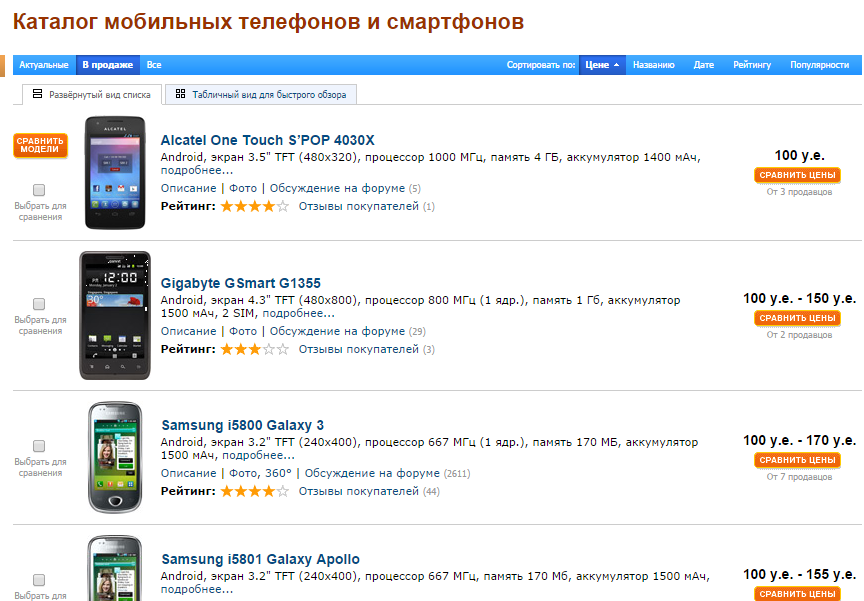 Каталог мобильных телефонов и смартфонов
Актуальные В продаже Все Сортировать по: Цене Названию Дате Рейтингу Популярности
Развёрнутый вид списка Табличный вид для быстрого обзора
СРАВНИТЬ МОДЕЛИ
Выбрать для сравнения
ALCATEL
Alcatel One Touch S’POP 4030X
Android, экран 3.5" TFT (480x320), процессор 1000 МГц, память 4 ГБ, аккумулятор 1400 мАч,
подробнее...
Описание | Фото | Обсуждение на форуме (5)
Рейтинг: Отзывы покупателей (1)
100 у.е.
СРАВНИТЬ ЦЕНЫ
От 3 продавцов
Выбрать для сравнения
12:00
30°
Gigabyte GSmart G1355
Android, экран 4.3" TFT (480x800), процессор 800 МГц (1 ядр.), память 1 Гб, аккумулятор
1500 мАч, 2 SIM, подробнее...
Описание | Фото | Обсуждение на форуме (29)
Рейтинг: Отзывы покупателей (3)
100 у.е. - 150 у.е.
СРАВНИТЬ ЦЕНЫ
От 2 продавцов
Выбрать для сравнения
Samsung i5800 Galaxy 3
Android, экран 3.2" TFT (240x400), процессор 667 МГц (1 ядр.), память 170 МБ, аккумулятор
1500 мАч, подробнее...
Описание | Фото, 360° | Обсуждение на форуме (2611)
Рейтинг: Отзывы покупателей (44)
100 у.е. - 170 у.е.
СРАВНИТЬ ЦЕНЫ
От 7 продавцов
Выбрать для
Samsung i5801 Galaxy Apollo
Android, экран 3.2" TFT (240x400), процессор 667 МГц, память 170 Мб, аккумулятор 1500 мАч,
подробнее...
100 у.е. - 155 у.е.
СРАВНИТЬ ЦЕНЫ